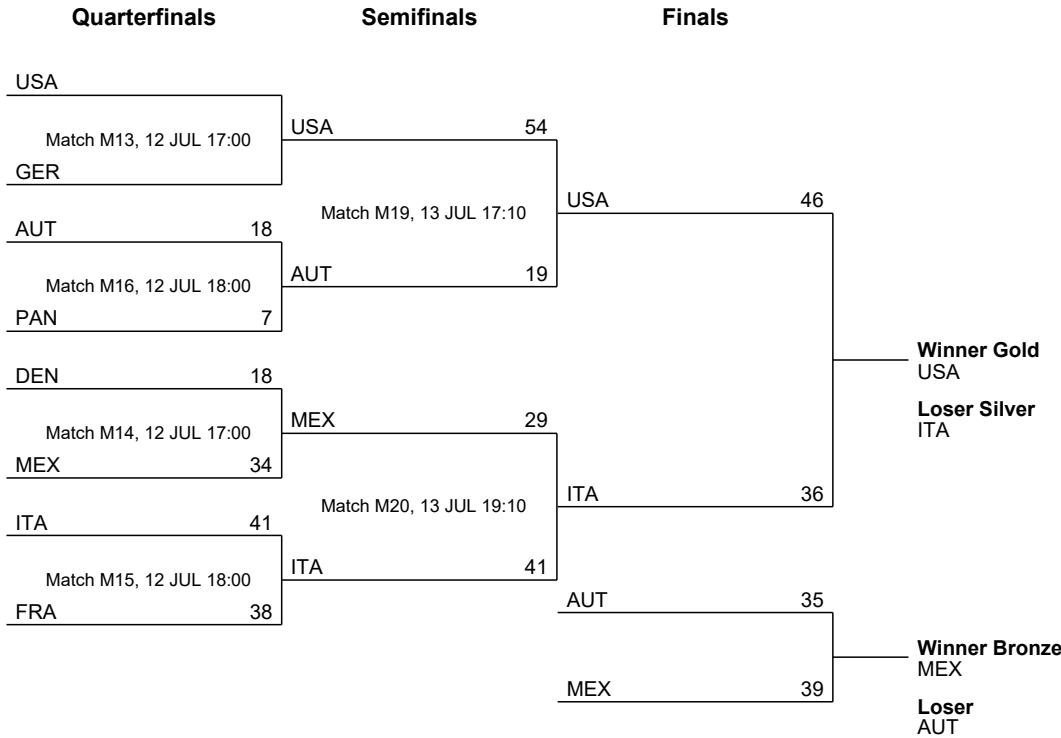 Quarterfinals Semifinals Finals
USA
Match M13, 12 JUL 17:00
GER
USA 54
AUT 18
Match M16, 12 JUL 18:00
PAN 7
AUT 19
Match M19, 13 JUL 17:10
USA 46
DEN 18
Match M14, 12 JUL 17:00
MEX 34
MEX 29
ITA 41
Match M15, 12 JUL 18:00
FRA 38
ITA 41
Match M20, 13 JUL 19:10
ITA 36
Winner Gold
USA
Loser Silver
ITA
AUT 35
MEX 39
Winner Bronze
MEX
Loser
AUT